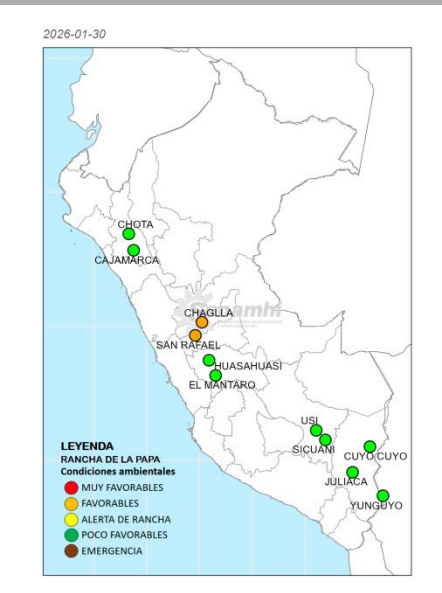 2026-01-30
CHOTA
CAJAMARCA
CHAGLLA
SAN RAFAEL
HUASAHUASI
EL MANTARO
USI
SICUANI
CUYO CUYO
JULIACA
YUNGUYO
LEYENDA
RANCHA DE LA PAPA
Condiciones ambientales
MUY FAVORABLES
FAVORABLES
ALERTA DE RANCHA
POCO FAVORABLES
EMERGENCIA